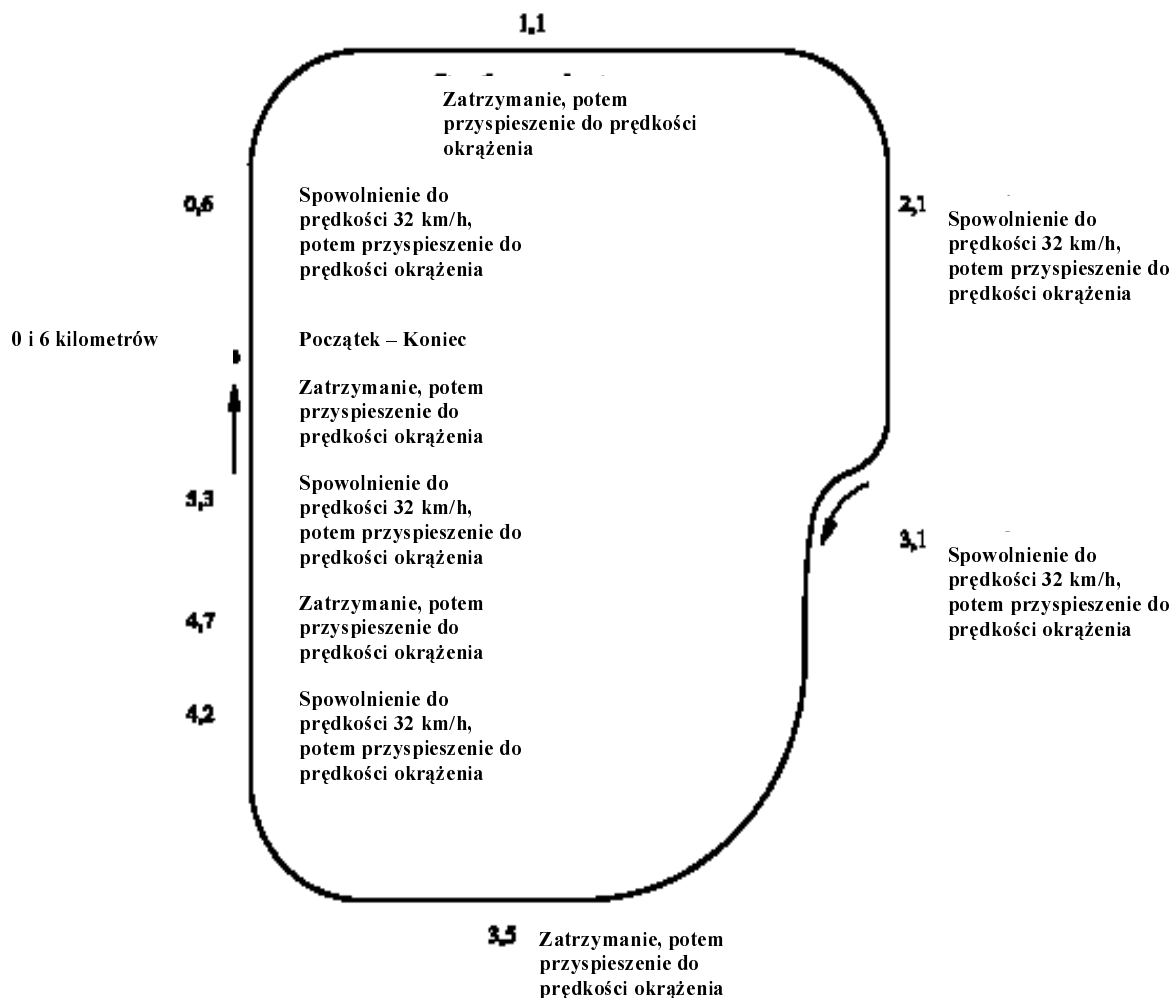 1,1
Zatrzymanie, potem
przyspieszenie do prędkości
okrążenia
0,6
Spowolnienie do
prędkości 32 km/h,
potem przyspieszenie do
prędkości okrążenia
2,1
Spowolnienie do
prędkości 32 km/h,
potem przyspieszenie do
prędkości okrążenia
0 i 6 kilometrów
Początek – Koniec
Zatrzymanie, potem
przyspieszenie do
prędkości okrążenia
5,3
Spowolnienie do
prędkości 32 km/h,
potem przyspieszenie do
prędkości okrążenia
3,1
Spowolnienie do
prędkości 32 km/h,
potem przyspieszenie do
prędkości okrążenia
4,7
Zatrzymanie, potem
przyspieszenie do
prędkości okrążenia
4,2
Spowolnienie do
prędkości 32 km/h,
potem przyspieszenie do
prędkości okrążenia
3,5
Zatrzymanie, potem
przyspieszenie do
prędkości okrążenia